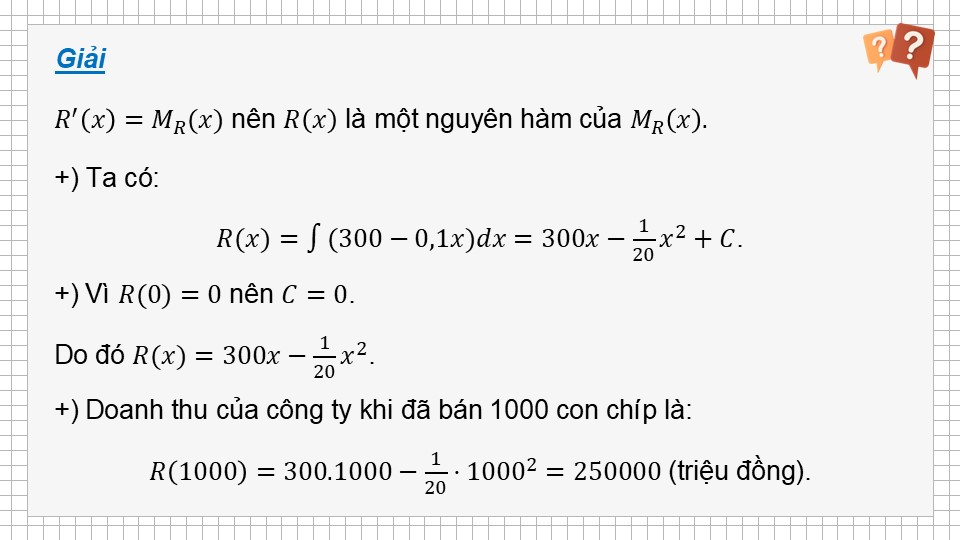 Giải
R′(x) = M_R(x) nên R(x) là một nguyên hàm của M_R(x).
+) Ta có:
R(x) = ∫ (300 − 0,1x)dx = 300x − 1/20 x² + C.
+) Vì R(0) = 0 nên C = 0.
Do đó R(x) = 300x − 1/20 x².
+) Doanh thu của công ty khi đã bán 1000 con chíp là:
R(1000) = 300.1000 − 1/20 · 1000² = 250000 (triệu đồng).